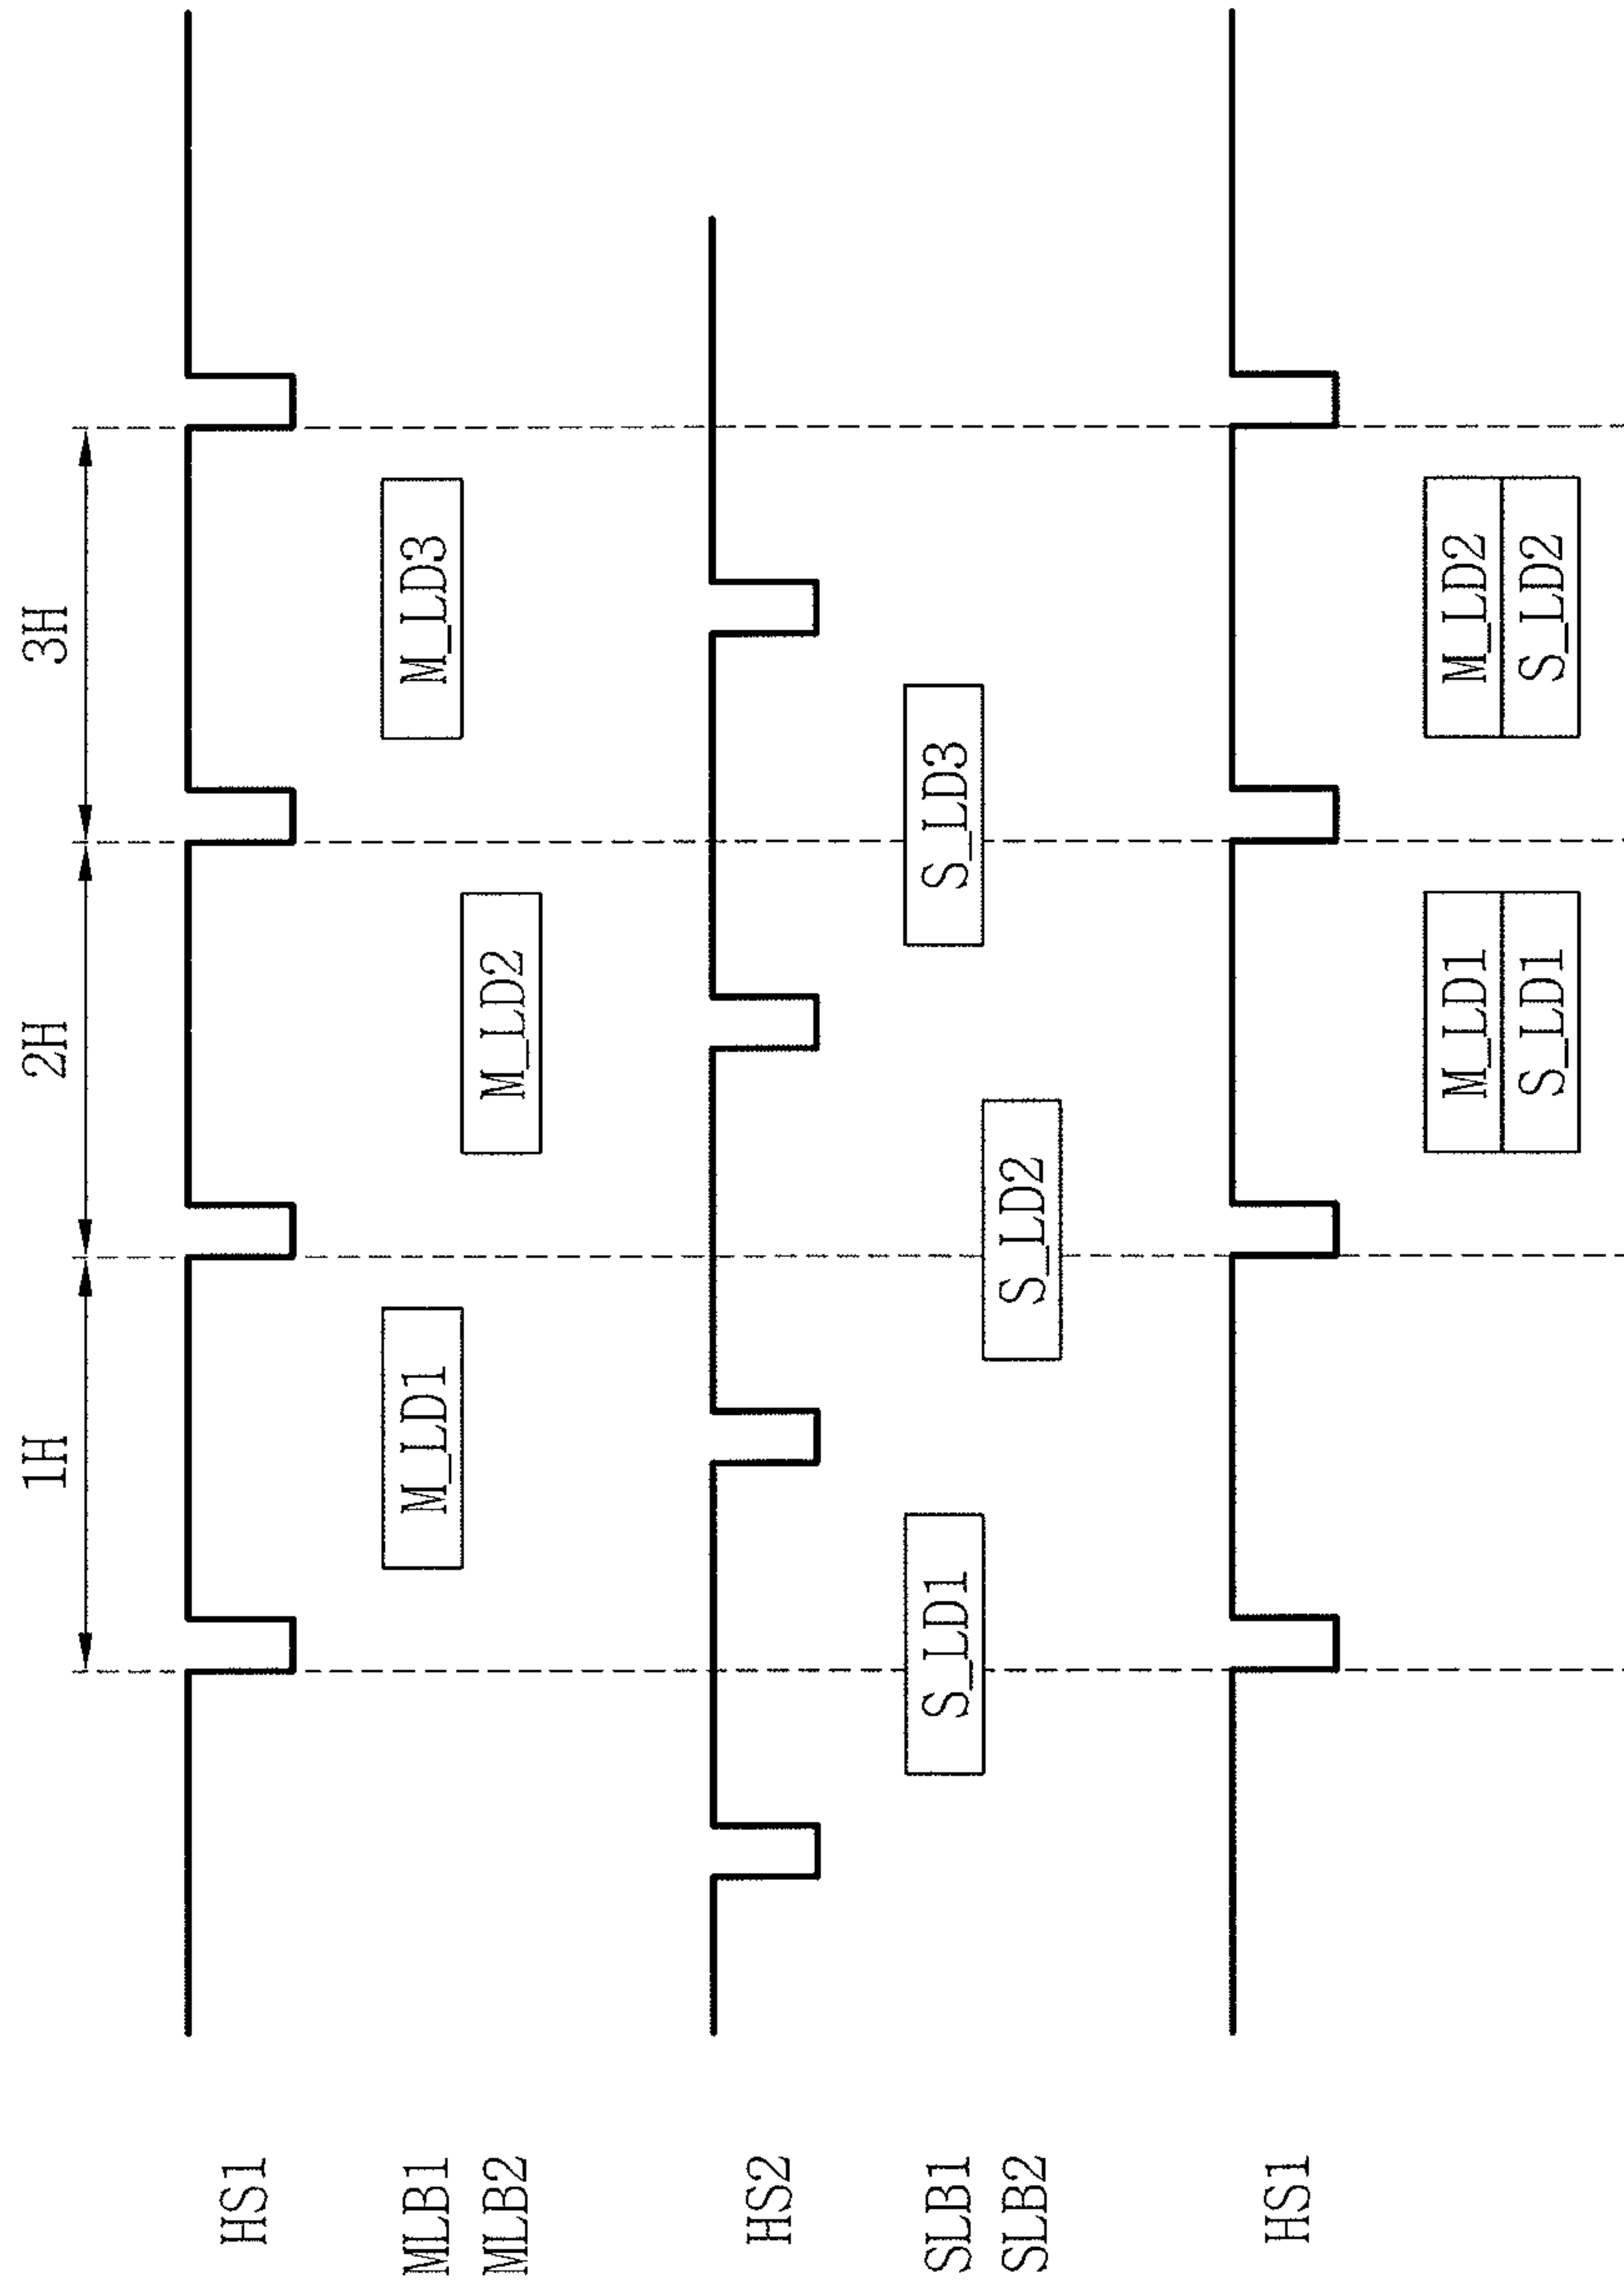 1H 2H 3H
HS1
MLB1 M_LD1 M_LD3
MLB2 M_LD2
HS2
SLB1 S_LD1 S_LD3
SLB2 S_LD2
HS1
M_LD1 M_LD2
S_LD1 S_LD2